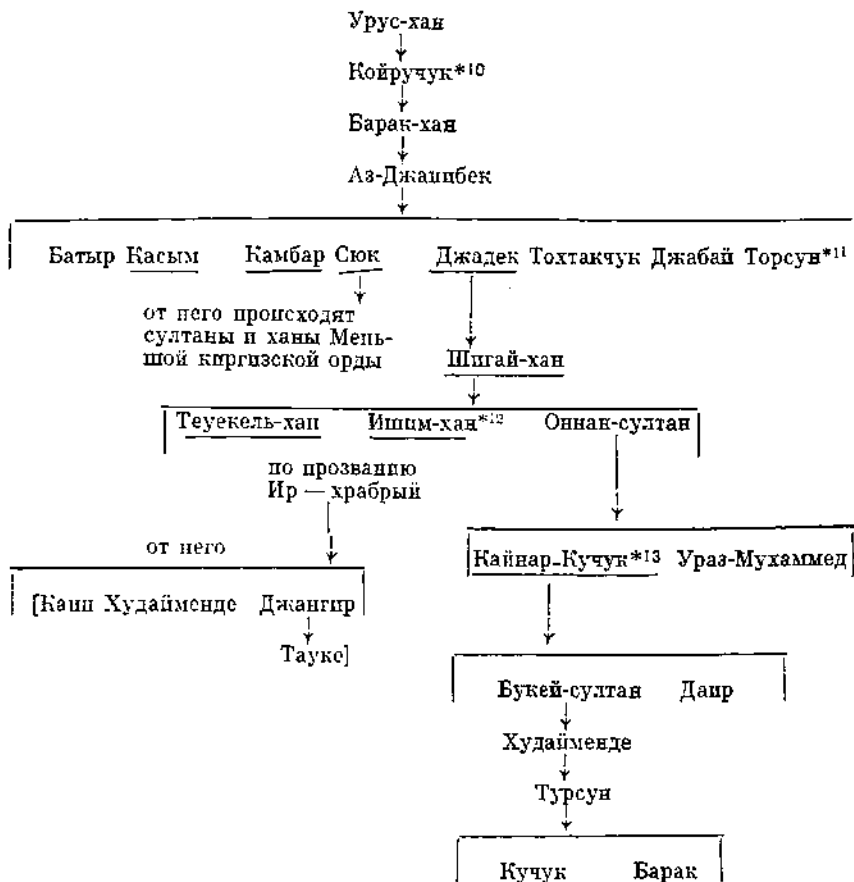 Урус-хан
Койручук*10
Барак-хан
Аз-Джанибек
Батыр Касым Камбар Сюк Джадек Тохтакчук Джабай Торсун*11
от него происходят
султаны и ханы Мень-
шой киргизской орды
Шигай-хан
Теуекель-хан Ишим-хан*12 Оннан-султан
по прозванию
Ир — храбрый
от него
Кайнар-Кучук*13 Ураз-Мухаммед
[Каип Худайменде Джангир
Тауке]
Букей-султан Даир
Худайменде
Турсун
Кучук Барак